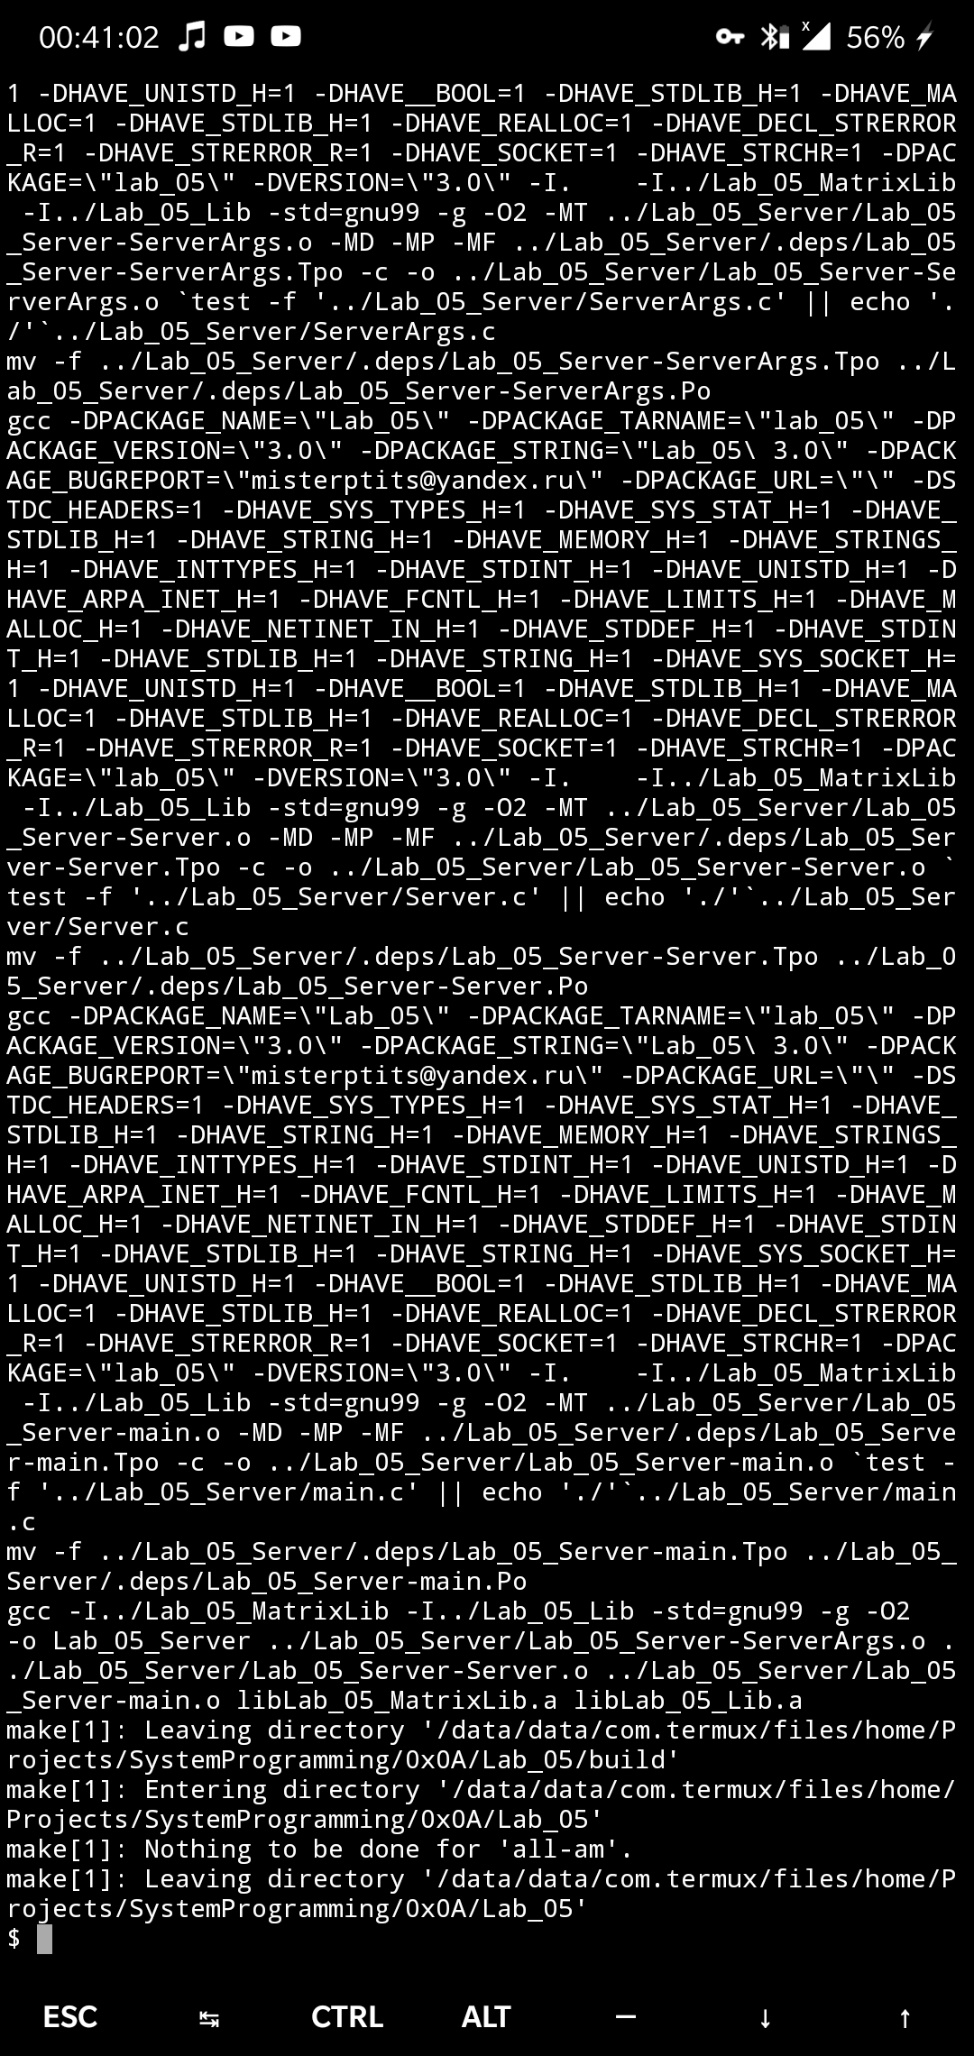 00:41:02 56%
1 -DHAVE_UNISTD_H=1 -DHAVE__BOOL=1 -DHAVE_STDLIB_H=1 -DHAVE_MA
LLOC=1 -DHAVE_STDLIB_H=1 -DHAVE_REALLOC=1 -DHAVE_DECL_STRERROR
_R=1 -DHAVE_STRERROR_R=1 -DHAVE_SOCKET=1 -DHAVE_STRCHR=1 -DPAC
KAGE=\"lab_05\" -DVERSION=\"3.0\" -I.    -I../Lab_05_MatrixLib
 -I../Lab_05_Lib -std=gnu99 -g -O2 -MT ../Lab_05_Server/Lab_05
_Server-ServerArgs.o -MD -MP -MF ../Lab_05_Server/.deps/Lab_05
_Server-ServerArgs.Tpo -c -o ../Lab_05_Server/Lab_05_Server-Se
rverArgs.o `test -f '../Lab_05_Server/ServerArgs.c' || echo '.
/'`../Lab_05_Server/ServerArgs.c
mv -f ../Lab_05_Server/.deps/Lab_05_Server-ServerArgs.Tpo ../L
ab_05_Server/.deps/Lab_05_Server-ServerArgs.Po
gcc -DPACKAGE_NAME=\"Lab_05\" -DPACKAGE_TARNAME=\"lab_05\" -DP
ACKAGE_VERSION=\"3.0\" -DPACKAGE_STRING=\"Lab_05\ 3.0\" -DPACK
AGE_BUGREPORT=\"misterptits@yandex.ru\" -DPACKAGE_URL=\"\" -DS
TDC_HEADERS=1 -DHAVE_SYS_TYPES_H=1 -DHAVE_SYS_STAT_H=1 -DHAVE_
STDLIB_H=1 -DHAVE_STRING_H=1 -DHAVE_MEMORY_H=1 -DHAVE_STRINGS_
H=1 -DHAVE_INTTYPES_H=1 -DHAVE_STDINT_H=1 -DHAVE_UNISTD_H=1 -D
HAVE_ARPA_INET_H=1 -DHAVE_FCNTL_H=1 -DHAVE_LIMITS_H=1 -DHAVE_M
ALLOC_H=1 -DHAVE_NETINET_IN_H=1 -DHAVE_STDDEF_H=1 -DHAVE_STDIN
T_H=1 -DHAVE_STDLIB_H=1 -DHAVE_STRING_H=1 -DHAVE_SYS_SOCKET_H=
1 -DHAVE_UNISTD_H=1 -DHAVE__BOOL=1 -DHAVE_STDLIB_H=1 -DHAVE_MA
LLOC=1 -DHAVE_STDLIB_H=1 -DHAVE_REALLOC=1 -DHAVE_DECL_STRERROR
_R=1 -DHAVE_STRERROR_R=1 -DHAVE_SOCKET=1 -DHAVE_STRCHR=1 -DPAC
KAGE=\"lab_05\" -DVERSION=\"3.0\" -I.    -I../Lab_05_MatrixLib
 -I../Lab_05_Lib -std=gnu99 -g -O2 -MT ../Lab_05_Server/Lab_05
_Server-Server.o -MD -MP -MF ../Lab_05_Server/.deps/Lab_05_Ser
ver-Server.Tpo -c -o ../Lab_05_Server/Lab_05_Server-Server.o `
test -f '../Lab_05_Server/Server.c' || echo './'`../Lab_05_Ser
ver/Server.c
mv -f ../Lab_05_Server/.deps/Lab_05_Server-Server.Tpo ../Lab_0
5_Server/.deps/Lab_05_Server-Server.Po
gcc -DPACKAGE_NAME=\"Lab_05\" -DPACKAGE_TARNAME=\"lab_05\" -DP
ACKAGE_VERSION=\"3.0\" -DPACKAGE_STRING=\"Lab_05\ 3.0\" -DPACK
AGE_BUGREPORT=\"misterptits@yandex.ru\" -DPACKAGE_URL=\"\" -DS
TDC_HEADERS=1 -DHAVE_SYS_TYPES_H=1 -DHAVE_SYS_STAT_H=1 -DHAVE_
STDLIB_H=1 -DHAVE_STRING_H=1 -DHAVE_MEMORY_H=1 -DHAVE_STRINGS_
H=1 -DHAVE_INTTYPES_H=1 -DHAVE_STDINT_H=1 -DHAVE_UNISTD_H=1 -D
HAVE_ARPA_INET_H=1 -DHAVE_FCNTL_H=1 -DHAVE_LIMITS_H=1 -DHAVE_M
ALLOC_H=1 -DHAVE_NETINET_IN_H=1 -DHAVE_STDDEF_H=1 -DHAVE_STDIN
T_H=1 -DHAVE_STDLIB_H=1 -DHAVE_STRING_H=1 -DHAVE_SYS_SOCKET_H=
1 -DHAVE_UNISTD_H=1 -DHAVE__BOOL=1 -DHAVE_STDLIB_H=1 -DHAVE_MA
LLOC=1 -DHAVE_STDLIB_H=1 -DHAVE_REALLOC=1 -DHAVE_DECL_STRERROR
_R=1 -DHAVE_STRERROR_R=1 -DHAVE_SOCKET=1 -DHAVE_STRCHR=1 -DPAC
KAGE=\"lab_05\" -DVERSION=\"3.0\" -I.    -I../Lab_05_MatrixLib
 -I../Lab_05_Lib -std=gnu99 -g -O2 -MT ../Lab_05_Server/Lab_05
_Server-main.o -MD -MP -MF ../Lab_05_Server/.deps/Lab_05_Serve
r-main.Tpo -c -o ../Lab_05_Server/Lab_05_Server-main.o `test -
f '../Lab_05_Server/main.c' || echo './'`../Lab_05_Server/main
.c
mv -f ../Lab_05_Server/.deps/Lab_05_Server-main.Tpo ../Lab_05_
Server/.deps/Lab_05_Server-main.Po
gcc -I../Lab_05_MatrixLib -I../Lab_05_Lib -std=gnu99 -g -O2
-o Lab_05_Server ../Lab_05_Server/Lab_05_Server-ServerArgs.o .
./Lab_05_Server/Lab_05_Server-Server.o ../Lab_05_Server/Lab_05
_Server-main.o libLab_05_MatrixLib.a libLab_05_Lib.a
make[1]: Leaving directory '/data/data/com.termux/files/home/P
rojects/SystemProgramming/0x0A/Lab_05/build'
make[1]: Entering directory '/data/data/com.termux/files/home/
Projects/SystemProgramming/0x0A/Lab_05'
make[1]: Nothing to be done for 'all-am'.
make[1]: Leaving directory '/data/data/com.termux/files/home/P
rojects/SystemProgramming/0x0A/Lab_05'
$
ESC ↹ CTRL ALT — ↓ ↑